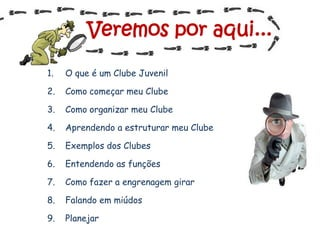 Veremos por aqui...
1. O que é um Clube Juvenil
2. Como começar meu Clube
3. Como organizar meu Clube
4. Aprendendo a estruturar meu Clube
5. Exemplos dos Clubes
6. Entendendo as funções
7. Como fazer a engrenagem girar
8. Falando em miúdos
9. Planejar